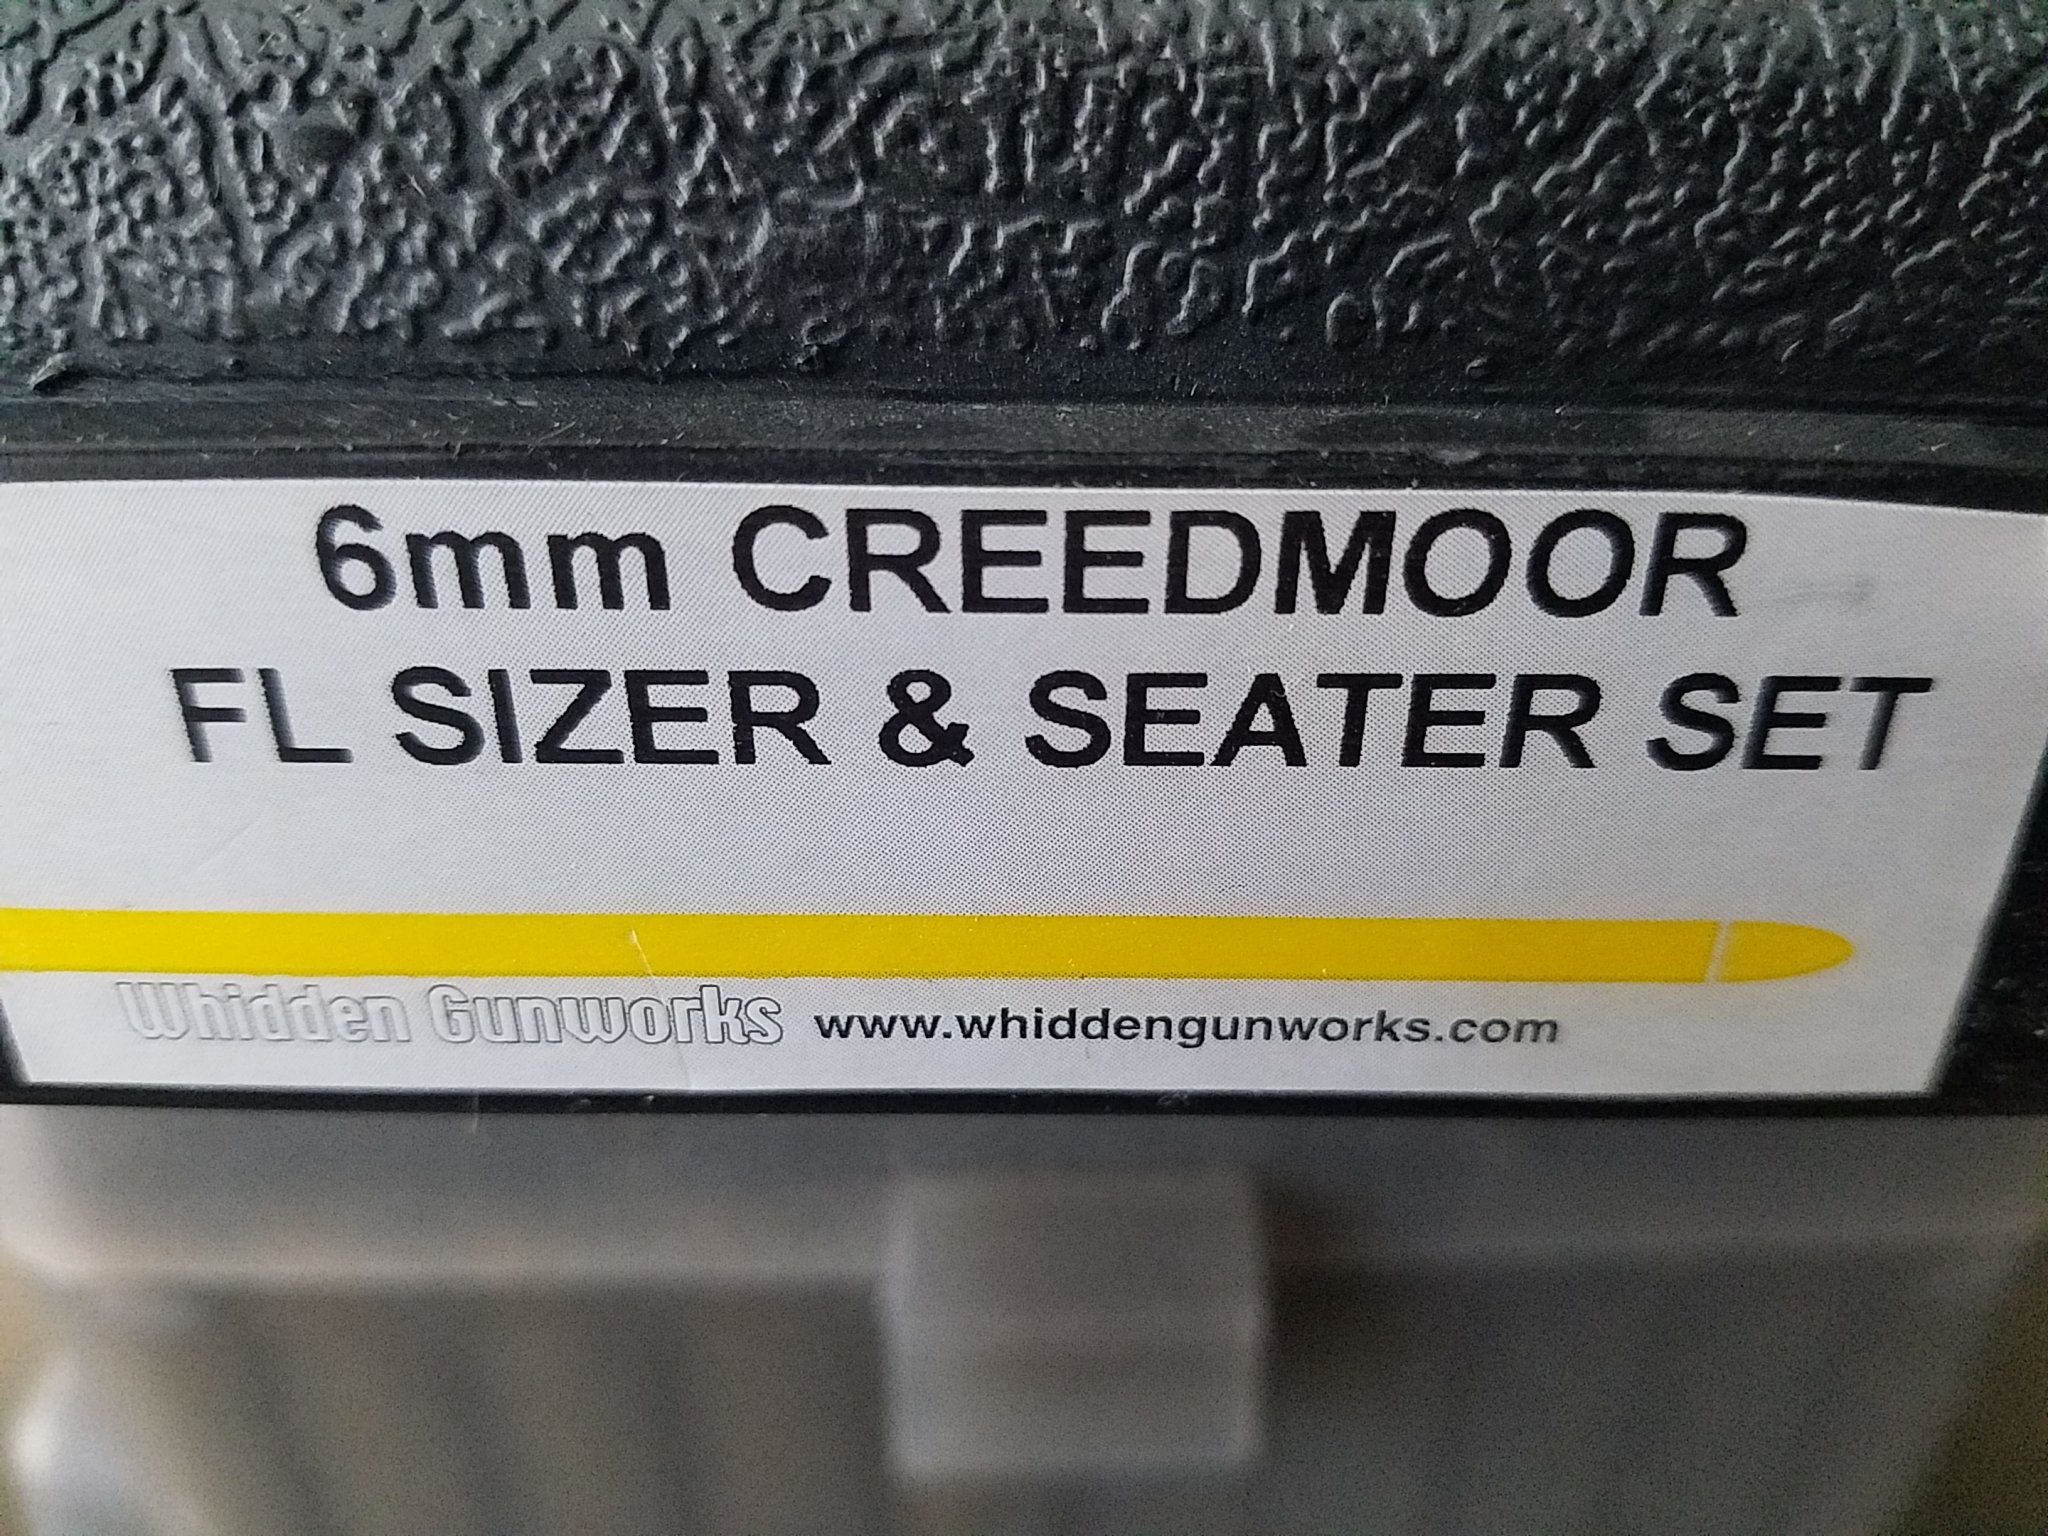 6mm CREEDMOOR
FL SIZER & SEATER SET
Whidden Gunworks www.whiddengunworks.com